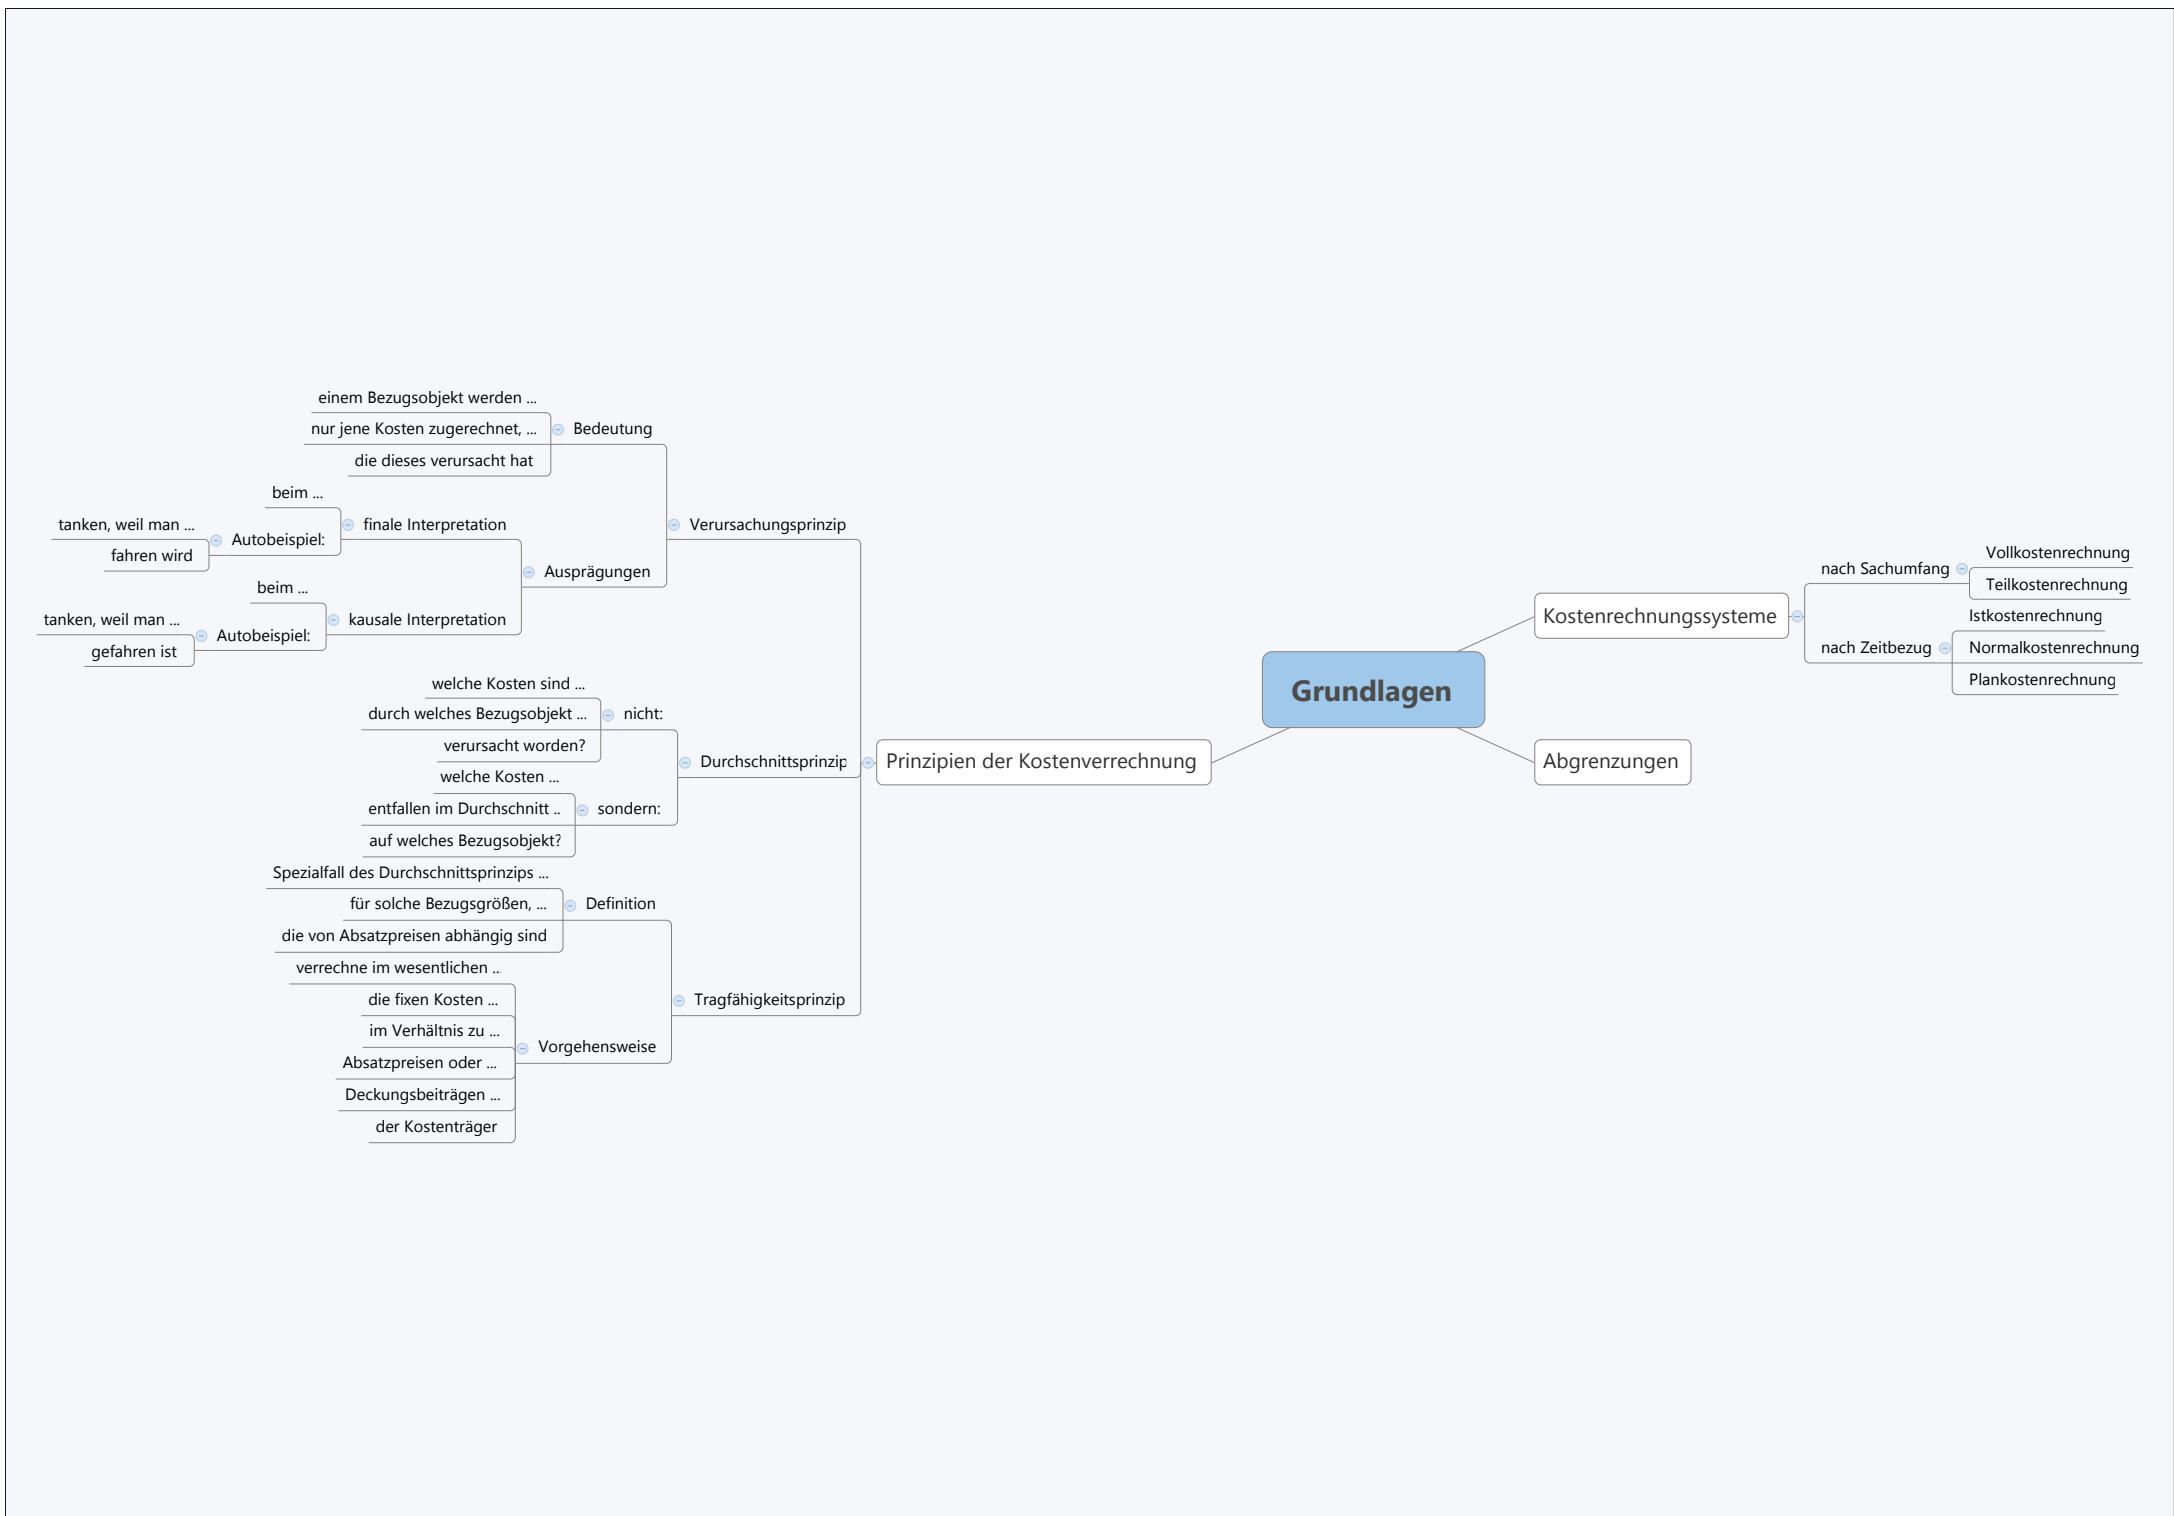 Grundlagen
Kostenrechnungssysteme
nach Sachumfang
Vollkostenrechnung
Teilkostenrechnung
nach Zeitbezug
Istkostenrechnung
Normalkostenrechnung
Plankostenrechnung
Abgrenzungen
Prinzipien der Kostenverrechnung
Verursachungsprinzip
Bedeutung
einem Bezugsobjekt werden ...
nur jene Kosten zugerechnet, ...
die dieses verursacht hat
Ausprägungen
finale Interpretation
beim ...
Autobeispiel:
tanken, weil man ...
fahren wird
kausale Interpretation
beim ...
Autobeispiel:
tanken, weil man ...
gefahren ist
Durchschnittsprinzip
nicht:
welche Kosten sind ...
durch welches Bezugsobjekt ...
verursacht worden?
sondern:
welche Kosten ...
entfallen im Durchschnitt ..
auf welches Bezugsobjekt?
Tragfähigkeitsprinzip
Definition
Spezialfall des Durchschnittsprinzips ...
für solche Bezugsgrößen, ...
die von Absatzpreisen abhängig sind
Vorgehensweise
verrechne im wesentlichen ...
die fixen Kosten ...
im Verhältnis zu ...
Absatzpreisen oder ...
Deckungsbeiträgen ...
der Kostenträger